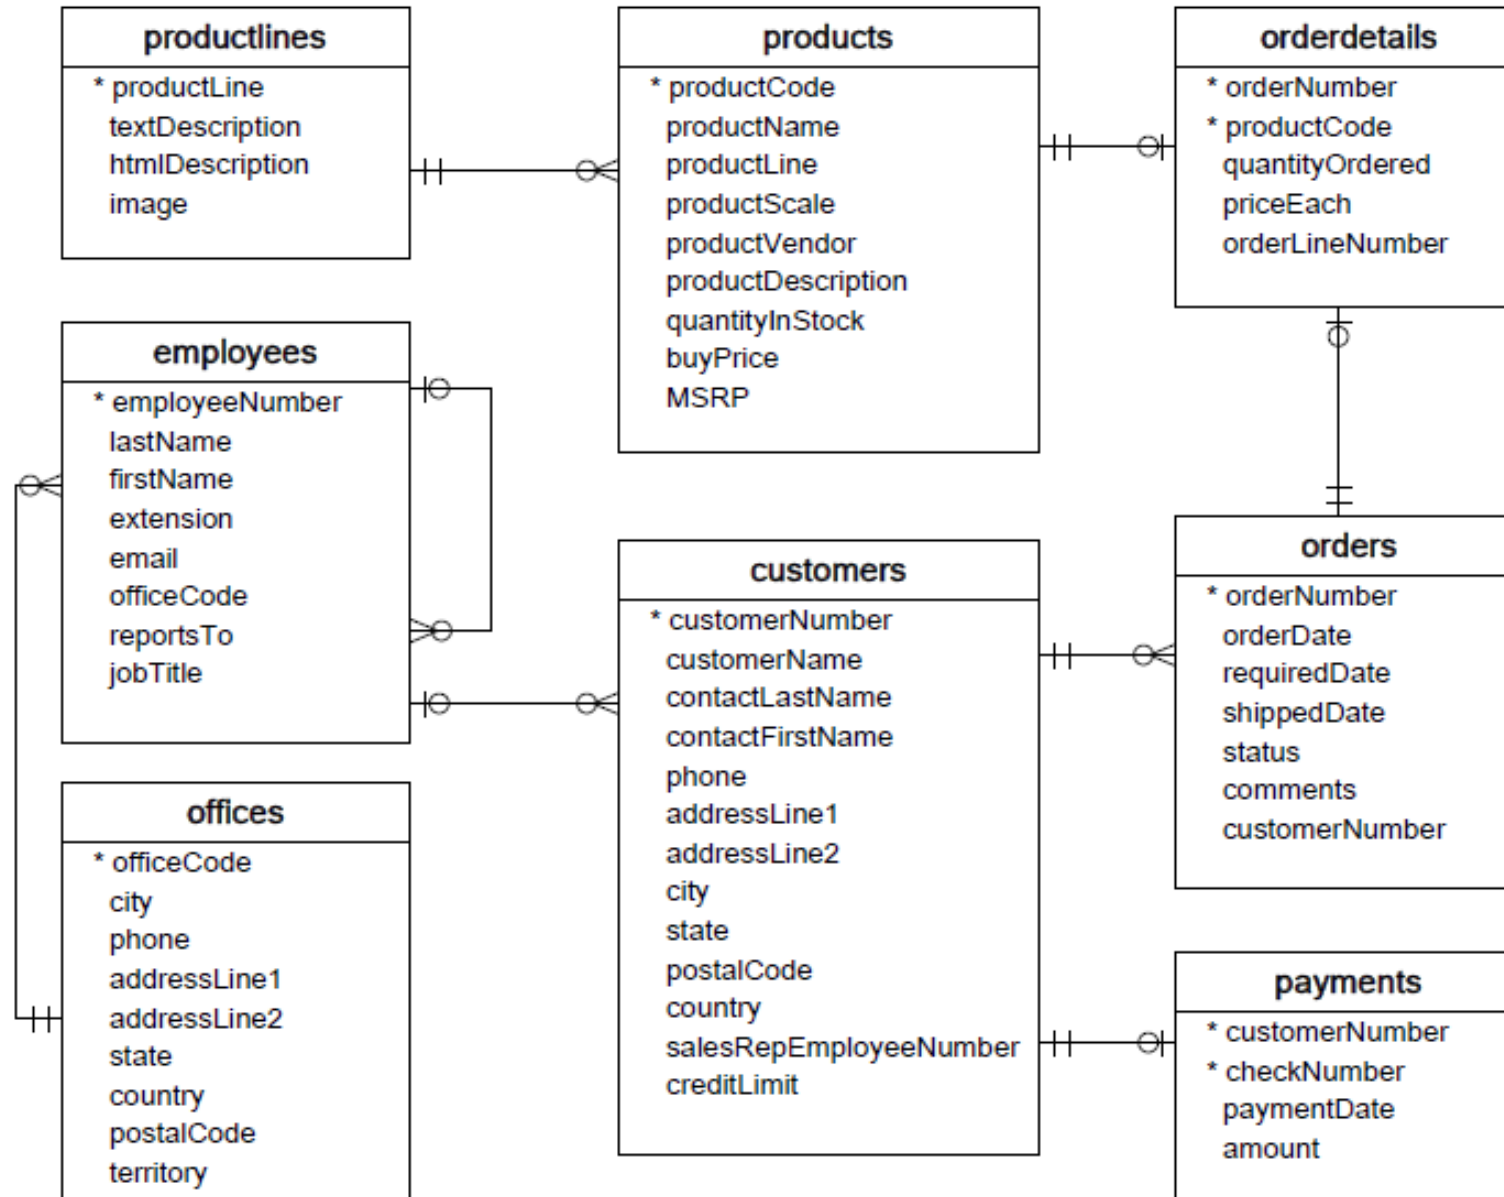 productlines
* productLine
textDescription
htmlDescription
image
products
* productCode
productName
productLine
productScale
productVendor
productDescription
quantityInStock
buyPrice
MSRP
orderdetails
* orderNumber
* productCode
quantityOrdered
priceEach
orderLineNumber
employees
* employeeNumber
lastName
firstName
extension
email
officeCode
reportsTo
jobTitle
customers
* customerNumber
customerName
contactLastName
contactFirstName
phone
addressLine1
addressLine2
city
state
postalCode
country
salesRepEmployeeNumber
creditLimit
orders
* orderNumber
orderDate
requiredDate
shippedDate
status
comments
customerNumber
offices
* officeCode
city
phone
addressLine1
addressLine2
state
country
postalCode
territory
payments
* customerNumber
* checkNumber
paymentDate
amount